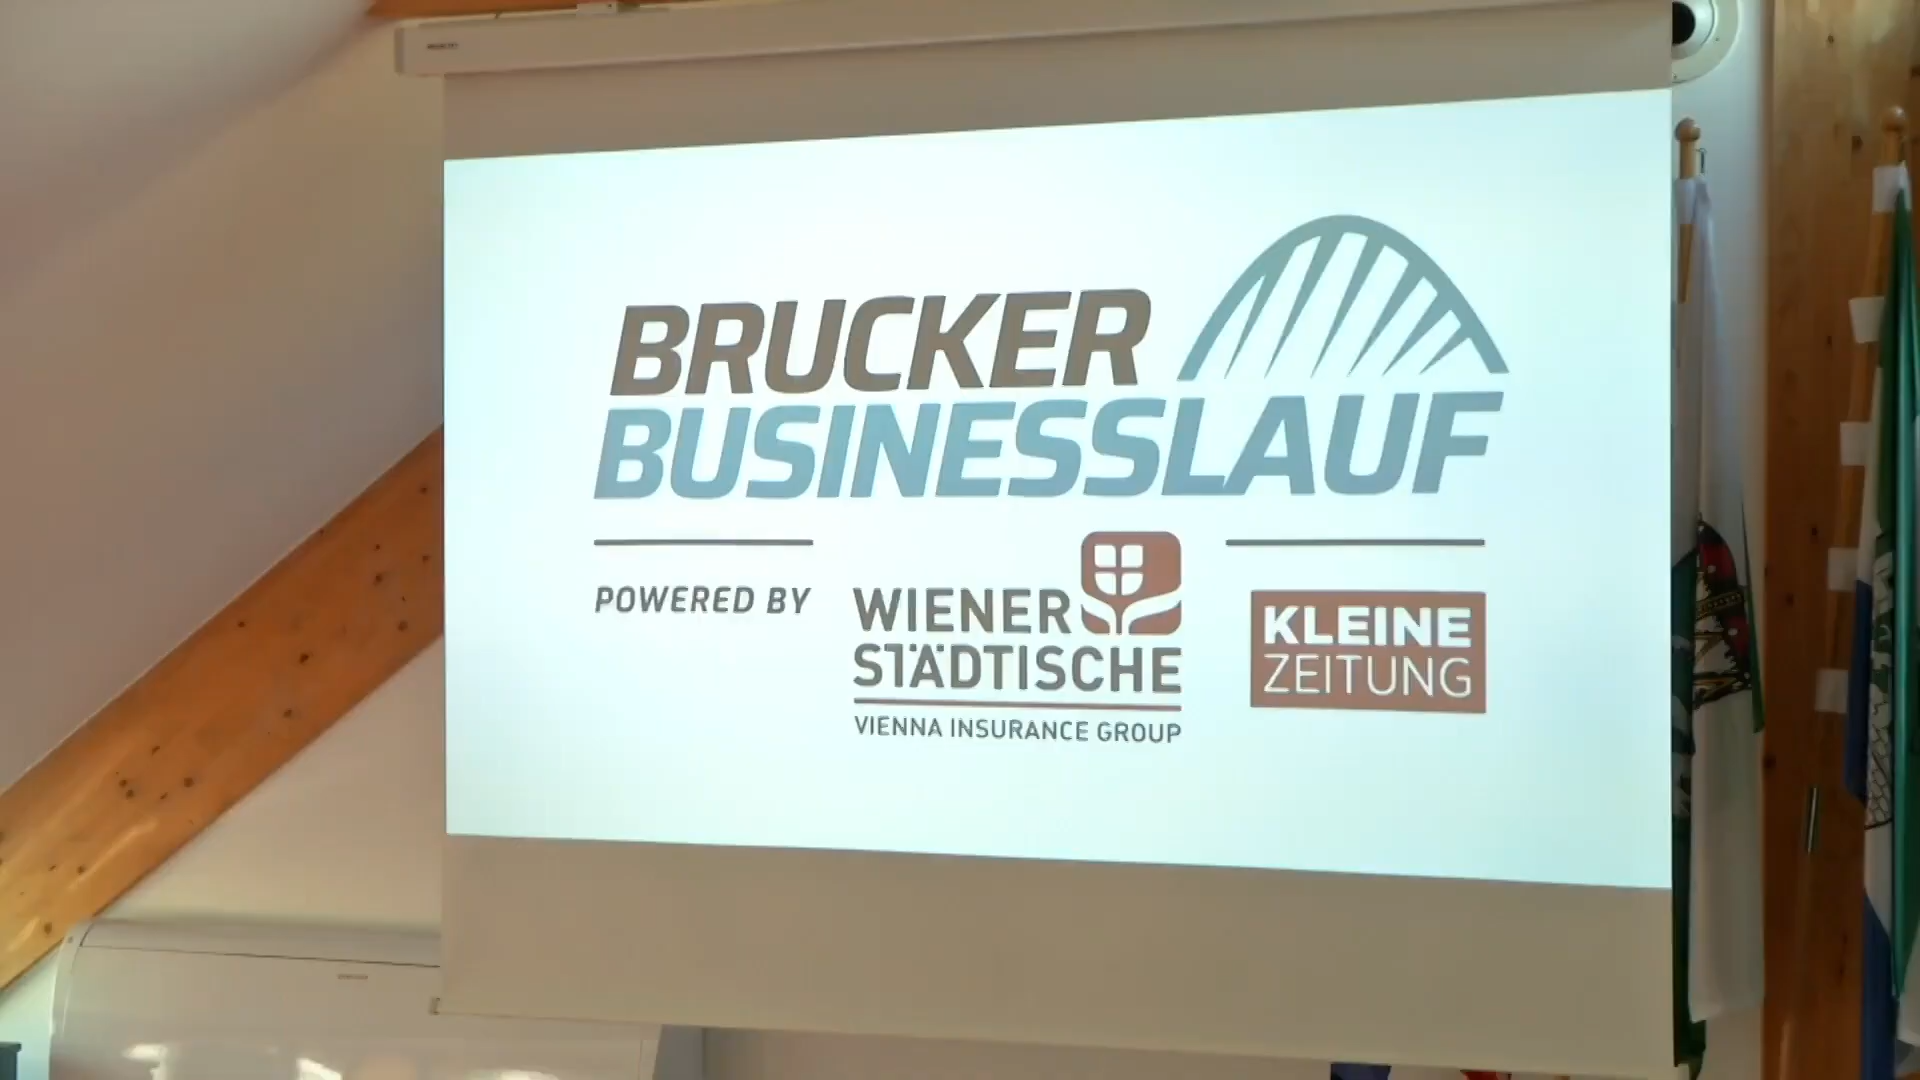 BRUCKER
BUSINESSLAUF
POWERED BY
WIENER
STÄDTISCHE
VIENNA INSURANCE GROUP
KLEINE
ZEITUNG